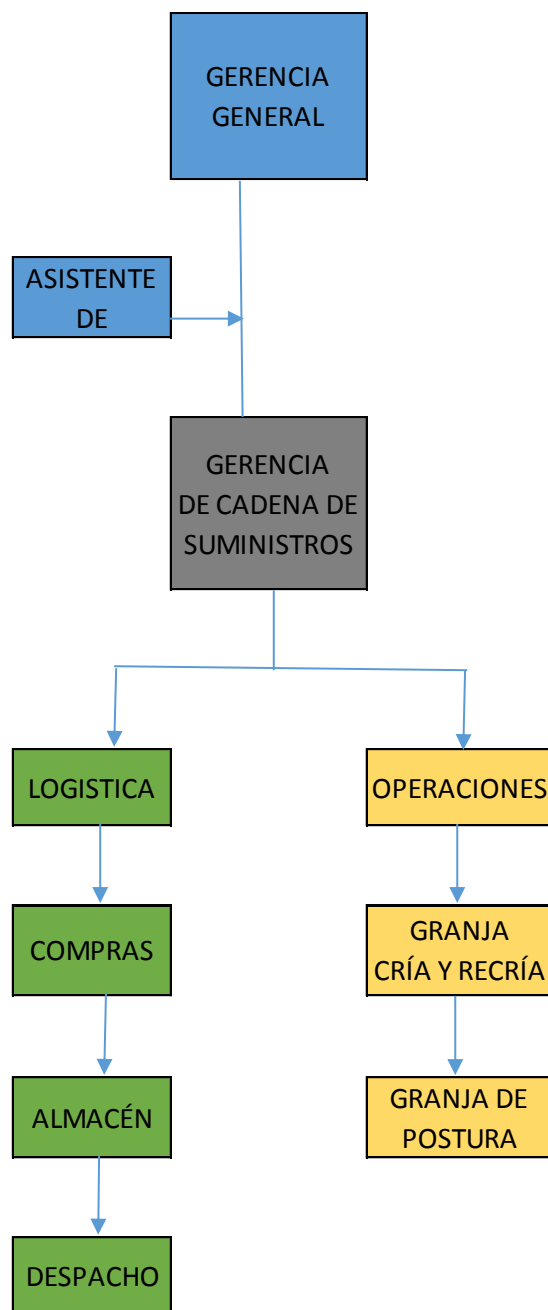 GERENCIA
GENERAL
ASISTENTE
DE
GERENCIA
DE CADENA DE
SUMINISTROS
LOGISTICA
OPERACIONES
COMPRAS
GRANJA
CRÍA Y RECRÍA
ALMACÉN
GRANJA DE
POSTURA
DESPACHO